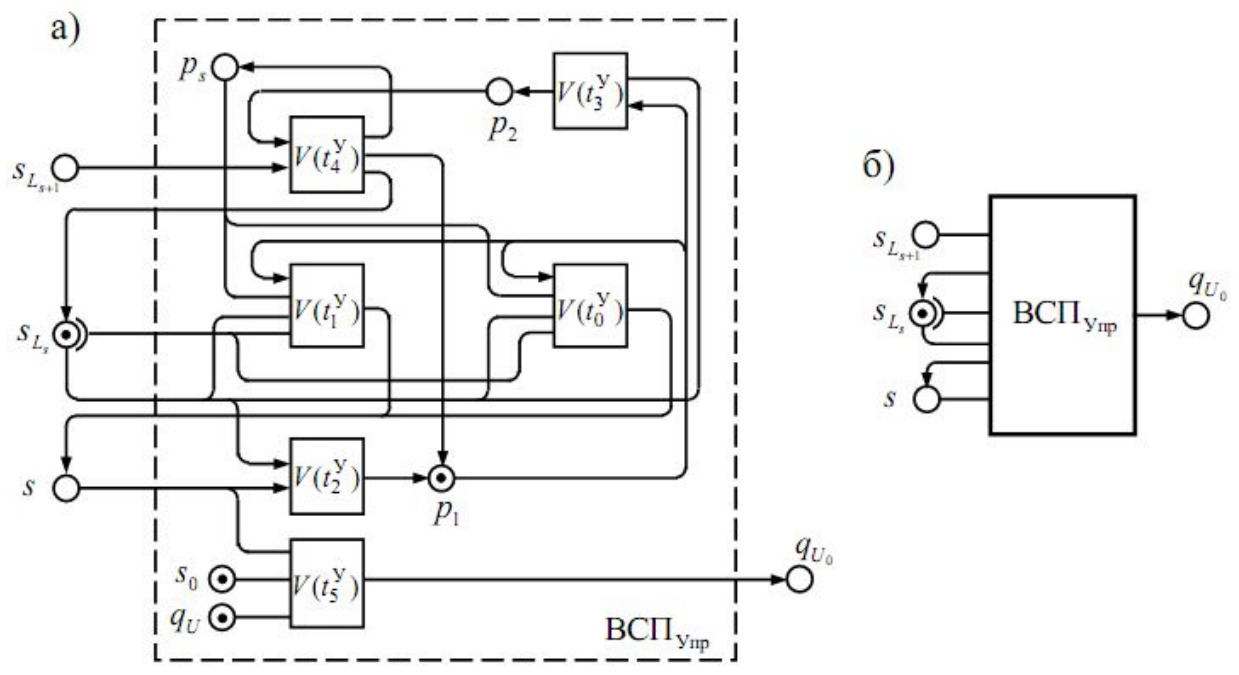 а)
p_s
V(t_3^У)
p_2
V(t_4^У)
s_{L_{s+1}}
V(t_1^У)
V(t_0^У)
s_{L_s}
V(t_2^У)
s
p_1
q_{U_0}
s_0
V(t_5^У)
q_U
ВСП_Упр
б)
s_{L_{s+1}}
q_{U_0}
s_{L_s}
ВСП_Упр
s